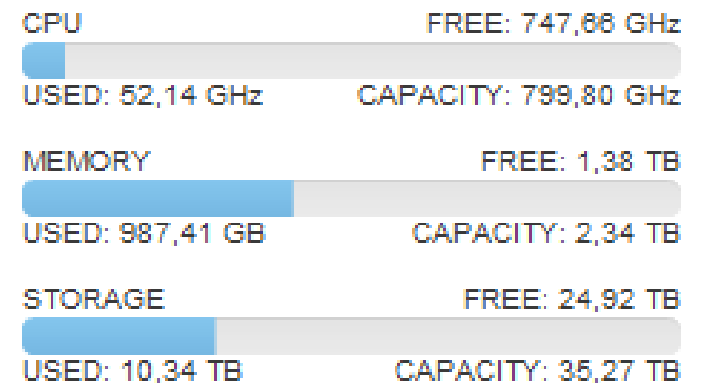 CPU FREE: 747,66 GHz
USED: 52,14 GHz CAPACITY: 799,80 GHz
MEMORY FREE: 1,38 TB
USED: 987,41 GB CAPACITY: 2,34 TB
STORAGE FREE: 24,92 TB
USED: 10,34 TB CAPACITY: 35,27 TB